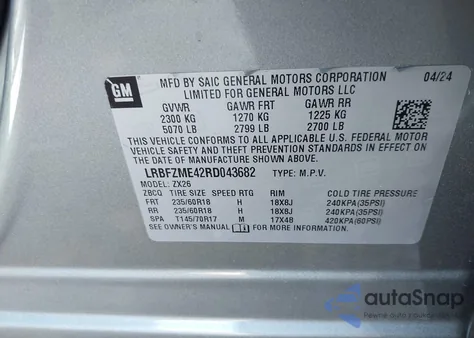 GM
MFD BY SAIC GENERAL MOTORS CORPORATION 04/24
LIMITED FOR GENERAL MOTORS LLC
GVWR GAWR FRT GAWR RR
2300 KG 1270 KG 1225 KG
5070 LB 2799 LB 2700 LB
THIS VEHICLE CONFORMS TO ALL APPLICABLE U.S. FEDERAL MOTOR
VEHICLE SAFETY AND THEFT PREVENTION STANDARDS IN EFFECT
ON THE DATE OF MANUFACTURE SHOWN ABOVE.
LRBFZME42RD043682 TYPE: M.P.V.
MODEL: ZX26
ZBCQ TIRE SIZE SPEED RTG RIM COLD TIRE PRESSURE
FRT 235/60R18 H 18X8J 240KPA(35PSI)
RR 235/60R18 H 18X8J 240KPA(35PSI)
SPA T145/70R17 M 17X4B 420KPA(60PSI)
SEE OWNER'S MANUAL FOR ADDITIONAL INFORMATION.
autoSnap